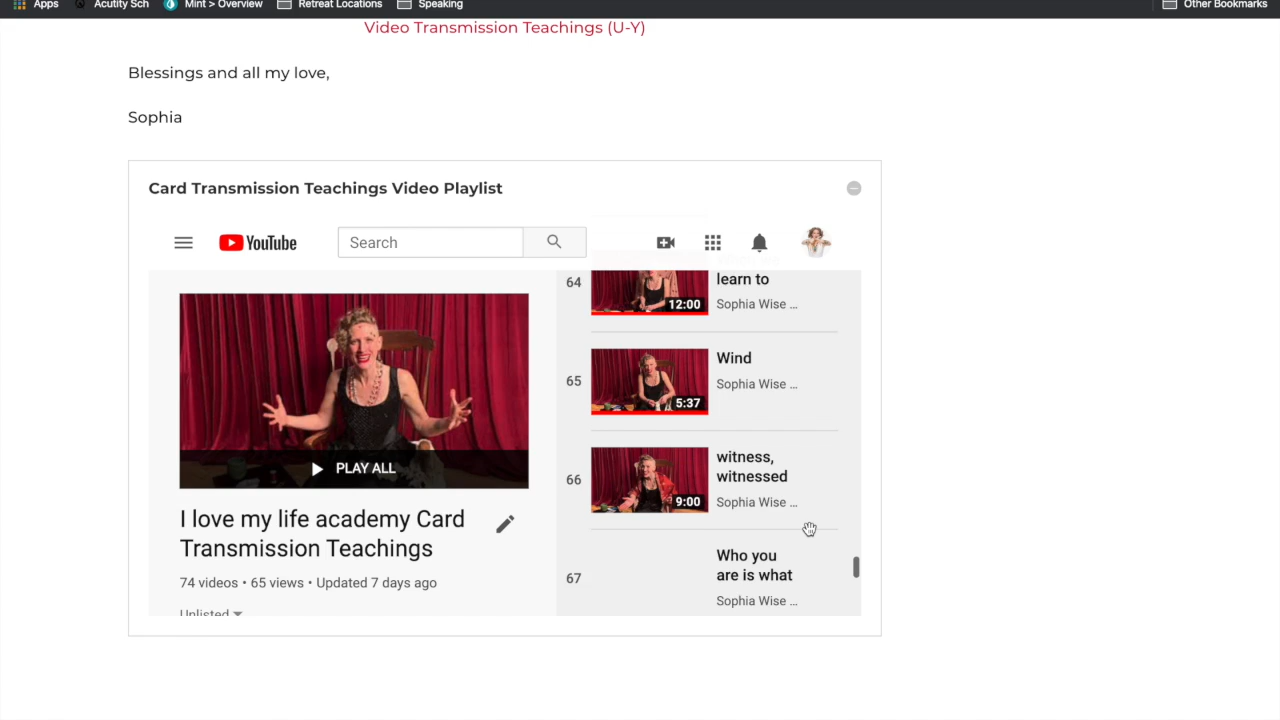 Apps Acutity Sch Mint > Overview Retreat Locations Speaking Other Bookmarks
Video Transmission Teachings (U-Y)
Blessings and all my love,
Sophia
Card Transmission Teachings Video Playlist
YouTube Search
64 learn to
12:00 Sophia Wise ...
65 Wind
5:37 Sophia Wise ...
66 witness,
witnessed
9:00 Sophia Wise ...
67 Who you
are is what
Sophia Wise ...
PLAY ALL
I love my life academy Card
Transmission Teachings
74 videos • 65 views • Updated 7 days ago
Unlisted